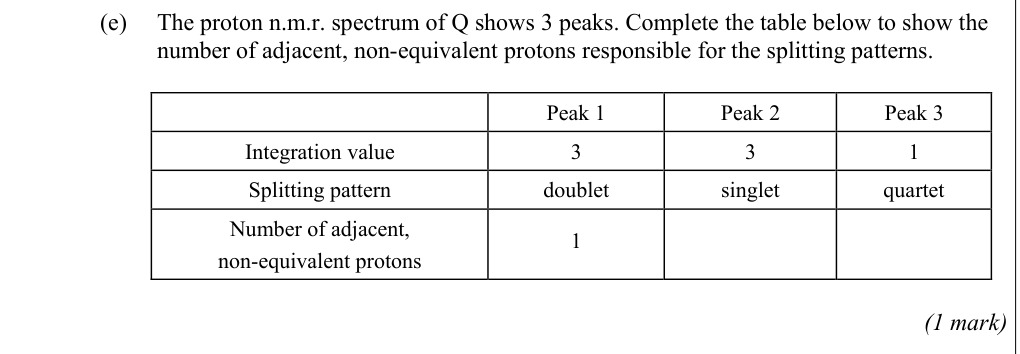 (e) The proton n.m.r. spectrum of Q shows 3 peaks. Complete the table below to show the
number of adjacent, non-equivalent protons responsible for the splitting patterns.
Peak 1 Peak 2 Peak 3
Integration value 3 3 1
Splitting pattern doublet singlet quartet
Number of adjacent,
non-equivalent protons 1
(1 mark)